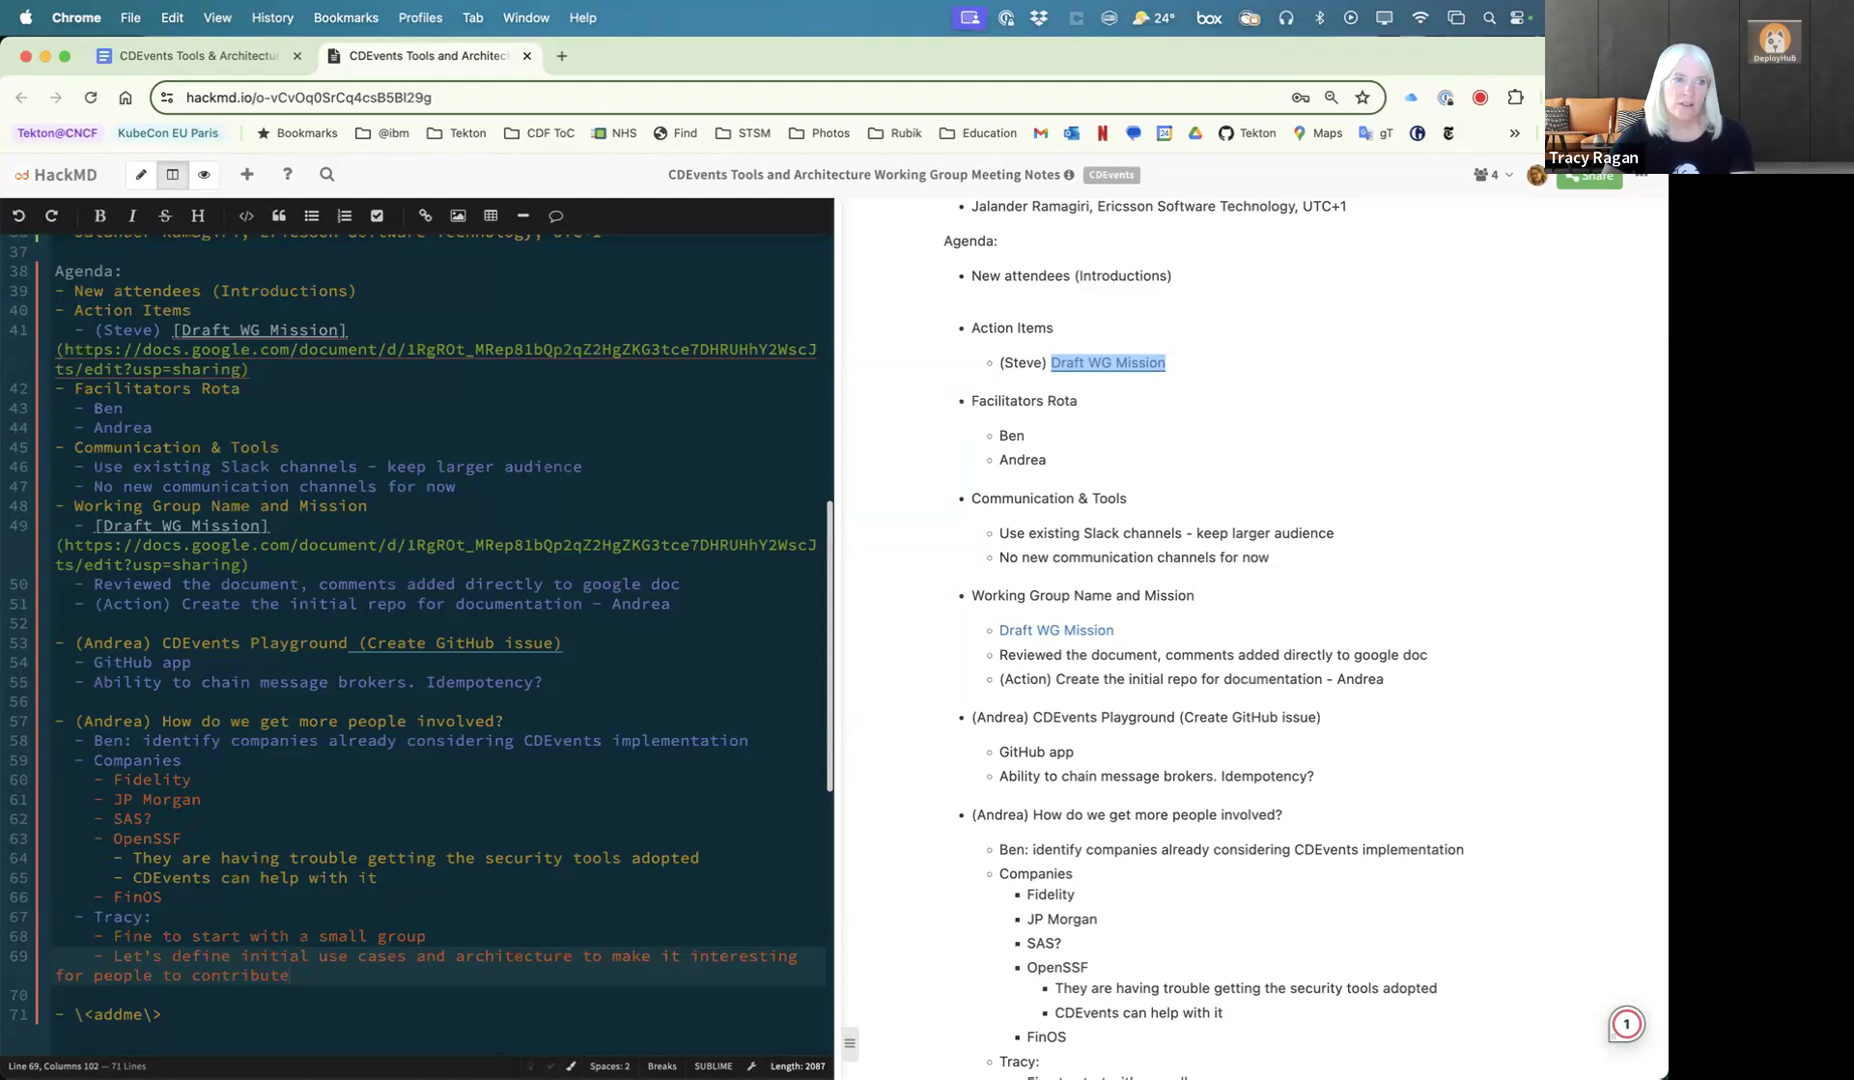 Chrome File Edit View History Bookmarks Profiles Tab Window Help 24° box
CDEvents Tools & Architectur
CDEvents Tools and Architec
hackmd.io/o-vCvOq0SrCq4csB5Bl29g
Tekton@CNCF KubeCon EU Paris Bookmarks @ibm Tekton CDF ToC NHS Find STSM Photos Rubik Education Tekton Maps gT
DeployHub
Tracy Ragan
HackMD
CDEvents Tools and Architecture Working Group Meeting Notes CDEvents
4
Share
37
38 Agenda:
39 - New attendees (Introductions)
40 - Action Items
41 - (Steve) [Draft WG Mission]
(https://docs.google.com/document/d/1RgROt_MRep81bQp2qZ2HgZKG3tce7DHRUHhY2WscJ
ts/edit?usp=sharing)
42 - Facilitators Rota
43 - Ben
44 - Andrea
45 - Communication & Tools
46 - Use existing Slack channels - keep larger audience
47 - No new communication channels for now
48 - Working Group Name and Mission
49 - [Draft WG Mission]
(https://docs.google.com/document/d/1RgROt_MRep81bQp2qZ2HgZKG3tce7DHRUHhY2WscJ
ts/edit?usp=sharing)
50 - Reviewed the document, comments added directly to google doc
51 - (Action) Create the initial repo for documentation - Andrea
52
53 - (Andrea) CDEvents Playground (Create GitHub issue)
54 - GitHub app
55 - Ability to chain message brokers. Idempotency?
56
57 - (Andrea) How do we get more people involved?
58 - Ben: identify companies already considering CDEvents implementation
59 - Companies
60 - Fidelity
61 - JP Morgan
62 - SAS?
63 - OpenSSF
64 - They are having trouble getting the security tools adopted
65 - CDEvents can help with it
66 - FinOS
67 - Tracy:
68 - Fine to start with a small group
69 - Let's define initial use cases and architecture to make it interesting
for people to contribute
70
71 - \<addme\>
Line 69, Columns 102 — 71 Lines
Spaces: 2 Breaks SUBLIME Length: 2087
• Jalander Ramagiri, Ericsson Software Technology, UTC+1
Agenda:
• New attendees (Introductions)
• Action Items
◦ (Steve) Draft WG Mission
• Facilitators Rota
◦ Ben
◦ Andrea
• Communication & Tools
◦ Use existing Slack channels - keep larger audience
◦ No new communication channels for now
• Working Group Name and Mission
◦ Draft WG Mission
◦ Reviewed the document, comments added directly to google doc
◦ (Action) Create the initial repo for documentation - Andrea
• (Andrea) CDEvents Playground (Create GitHub issue)
◦ GitHub app
◦ Ability to chain message brokers. Idempotency?
• (Andrea) How do we get more people involved?
◦ Ben: identify companies already considering CDEvents implementation
◦ Companies
▪ Fidelity
▪ JP Morgan
▪ SAS?
▪ OpenSSF
▪ They are having trouble getting the security tools adopted
▪ CDEvents can help with it
▪ FinOS
◦ Tracy:
1